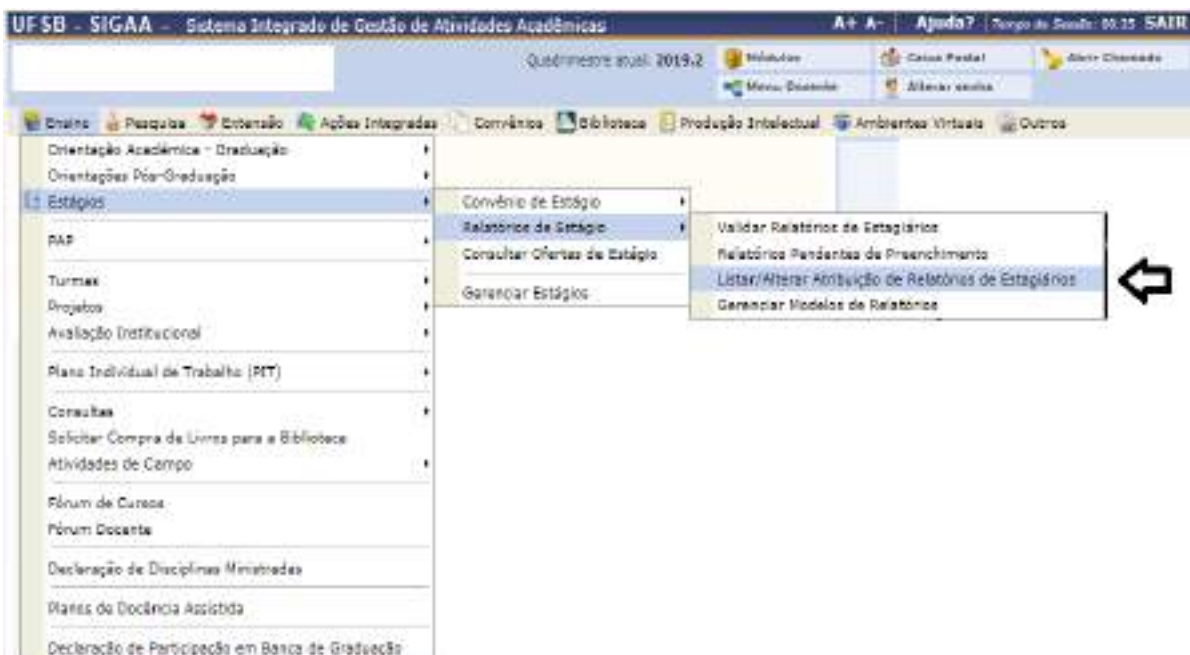 UFSB - SIGAA - Sistema Integrado de Gestão de Atividades Acadêmicas A+ A- Ajuda? Tempo de Sessão: 00:25 SAIR
Quadrimestre atual: 2019.2 Módulos Caixa Postal Abrir Chamado
Menu Docente Alterar senha
Ensino Pesquisa Extensão Ações Integradas Convênios Biblioteca Produção Intelectual Ambientes Virtuais Outros
Orientação Acadêmica - Graduação
Orientações Pós-Graduação
Estágios
Convênio de Estágio
Relatórios de Estágio
Validar Relatórios de Estagiários
PAP
Consultar Ofertas de Estágio
Relatórios Pendentes de Preenchimento
Turmas
Listar/Alterar Atribuição de Relatórios de Estagiários
Gerenciar Estágios
Projetos
Gerenciar Modelos de Relatórios
Avaliação Institucional
Plano Individual de Trabalho (PIT)
Consultas
Solicitar Compra de Livros para a Biblioteca
Atividades de Campo
Fórum de Cursos
Fórum Docente
Declaração de Disciplinas Ministradas
Planos de Docência Assistida
Declaração de Participação em Banca de Graduação